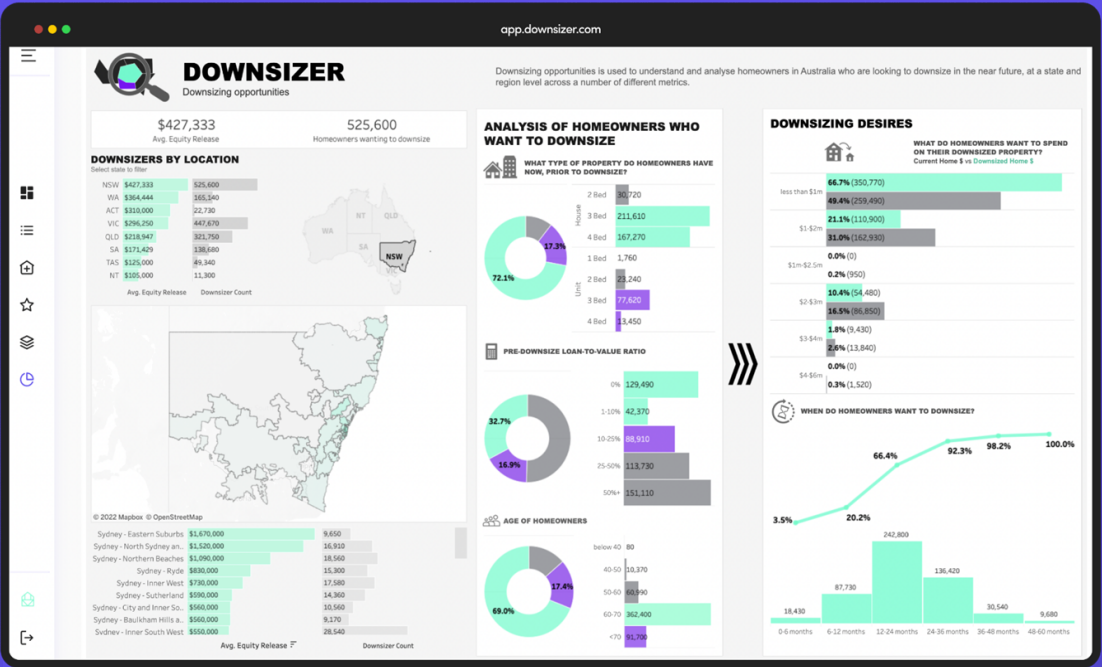 app.downsizer.com
DOWNSIZER
Downsizing opportunities
Downsizing opportunities is used to understand and analyse homeowners in Australia who are looking to downsize in the near future, at a state and
region level across a number of different metrics.
$427,333
Avg. Equity Release
525,600
Homeowners wanting to downsize
DOWNSIZERS BY LOCATION
Select state to filter
NSW $427,333 525,600
WA $364,444 165,140
ACT $310,000 22,730
VIC $296,250 447,670
QLD $218,947 321,750
SA $171,429 138,680
TAS $125,000 49,340
NT $105,000 11,300
Avg. Equity Release Downsizer Count
NT QLD
WA
SA
NSW
VIC
© 2022 Mapbox © OpenStreetMap
Sydney - Eastern Suburbs $1,670,000 9,650
Sydney - North Sydney an.. $1,520,000 16,910
Sydney - Northern Beaches $1,090,000 18,560
Sydney - Ryde $830,000 15,300
Sydney - Inner West $730,000 17,580
Sydney - Sutherland $590,000 14,360
Sydney - City and Inner So.. $560,000 10,560
Sydney - Baulkham Hills a.. $560,000 9,170
Sydney - Inner South West $550,000 28,540
Avg. Equity Release Downsizer Count
ANALYSIS OF HOMEOWNERS WHO
WANT TO DOWNSIZE
WHAT TYPE OF PROPERTY DO HOMEOWNERS HAVE
NOW, PRIOR TO DOWNSIZE?
17.3%
72.1%
House
2 Bed 30,720
3 Bed 211,610
4 Bed 167,270
Unit
1 Bed 1,760
2 Bed 23,240
3 Bed 77,620
4 Bed 13,450
PRE-DOWNSIZE LOAN-TO-VALUE RATIO
32.7%
16.9%
0% 129,490
1-10% 42,370
10-25% 88,910
25-50% 113,730
50%+ 151,110
AGE OF HOMEOWNERS
17.4%
69.0%
below 40 80
40-50 10,370
50-60 60,990
60-70 362,400
<70 91,700
DOWNSIZING DESIRES
WHAT DO HOMEOWNERS WANT TO SPEND
ON THEIR DOWNSIZED PROPERTY?
Current Home $ vs Downsized Home $
less than $1m
66.7% (350,770)
49.4% (259,490)
$1-$2m
21.1% (110,900)
31.0% (162,930)
$1m-$2.5m
0.0% (0)
0.2% (950)
$2-$3m
10.4% (54,480)
16.5% (86,850)
$3-$4m
1.8% (9,430)
2.6% (13,840)
$4-$6m
0.0% (0)
0.3% (1,520)
WHEN DO HOMEOWNERS WANT TO DOWNSIZE?
3.5% 20.2% 66.4% 92.3% 98.2% 100.0%
18,430 87,730 242,800 136,420 30,540 9,680
0-6 months 6-12 months 12-24 months 24-36 months 36-48 months 48-60 months